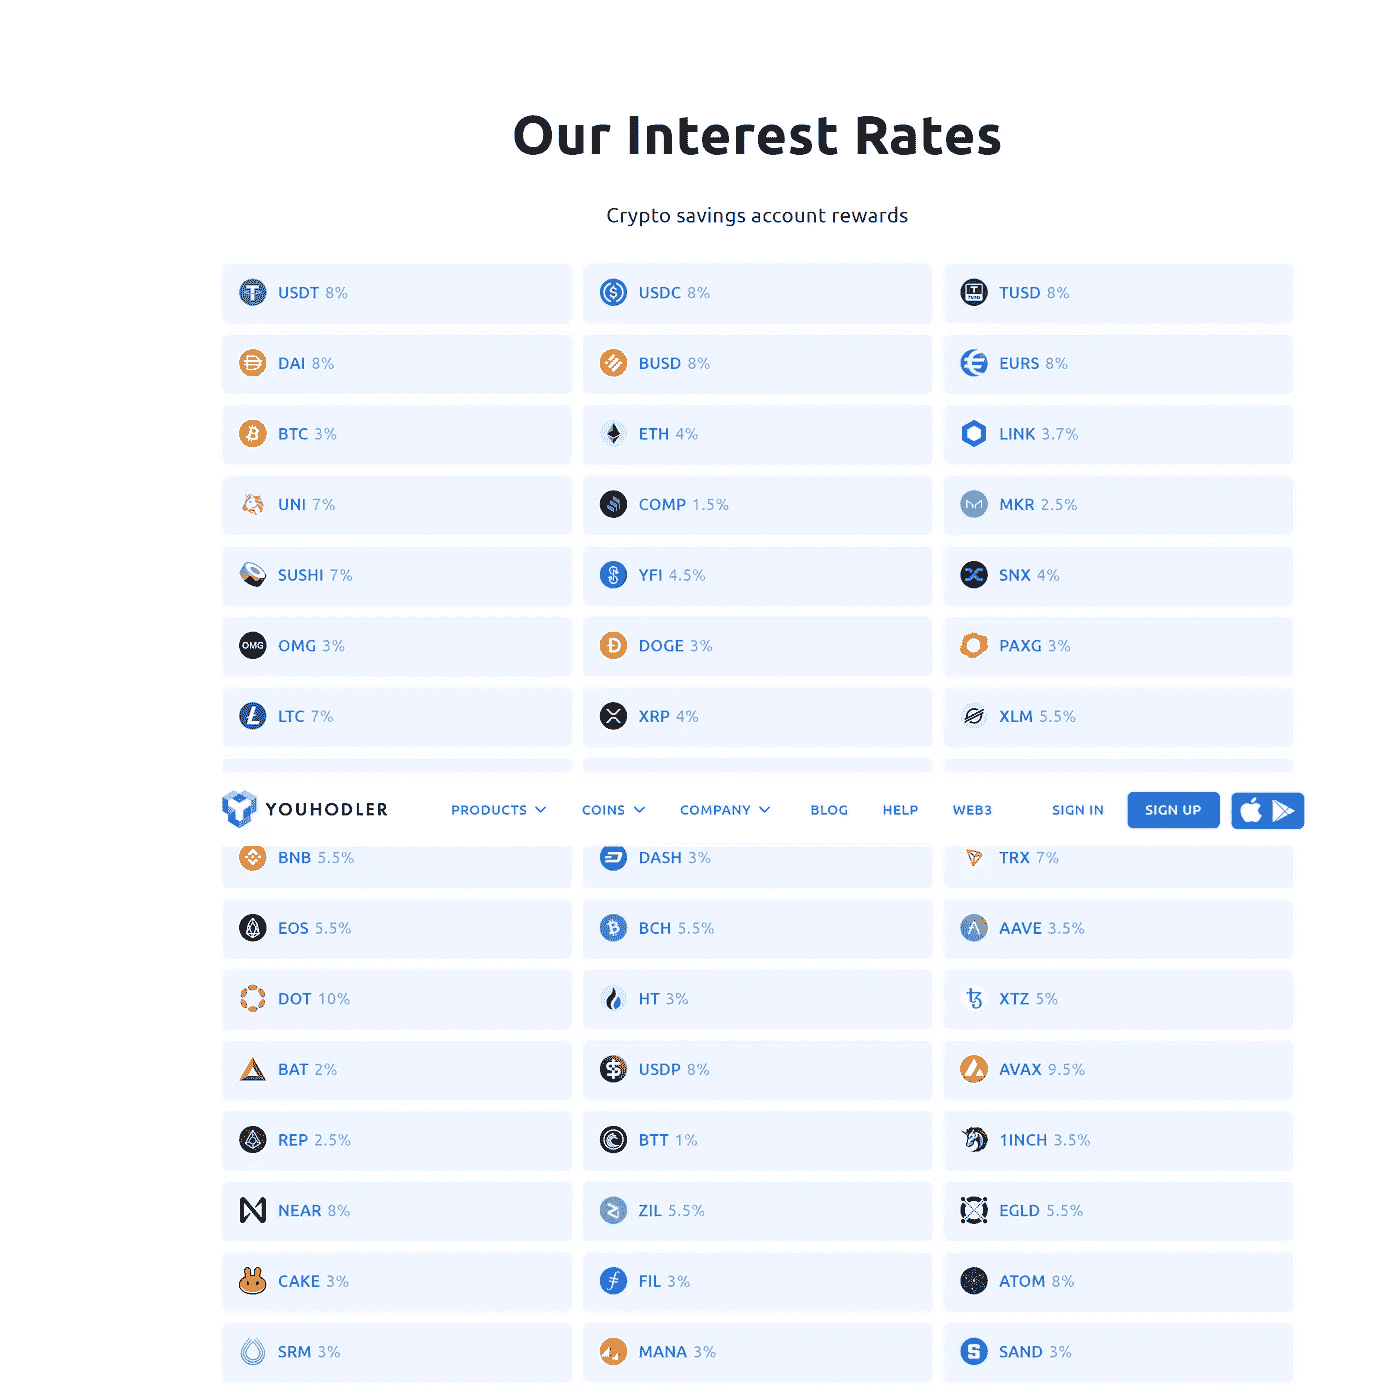 Our Interest Rates
Crypto savings account rewards
USDT 8% USDC 8% TUSD 8%
DAI 8% BUSD 8% EURS 8%
BTC 3% ETH 4% LINK 3.7%
UNI 7% COMP 1.5% MKR 2.5%
SUSHI 7% YFI 4.5% SNX 4%
OMG OMG 3% DOGE 3% PAXG 3%
LTC 7% XRP 4% XLM 5.5%
YOUHODLER PRODUCTS COINS COMPANY BLOG HELP WEB3 SIGN IN SIGN UP
BNB 5.5% DASH 3% TRX 7%
EOS 5.5% BCH 5.5% AAVE 3.5%
DOT 10% HT 3% XTZ 5%
BAT 2% USDP 8% AVAX 9.5%
REP 2.5% BTT 1% 1INCH 3.5%
NEAR 8% ZIL 5.5% EGLD 5.5%
CAKE 3% FIL 3% ATOM 8%
SRM 3% MANA 3% SAND 3%